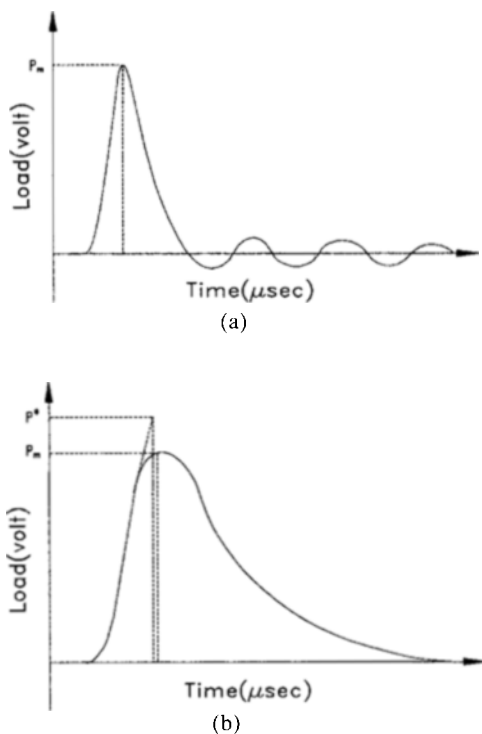 Pm
Load(volt)
Time(μsec)
(a)
P*
Pm
Load(volt)
Time(μsec)
(b)